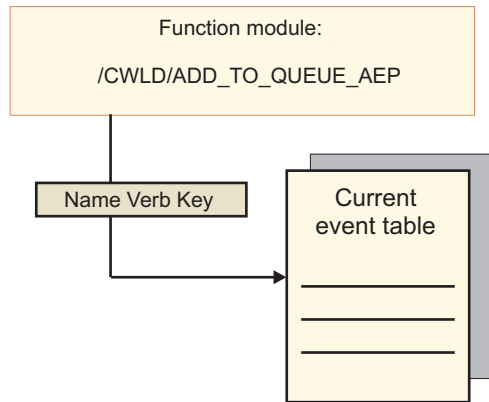 Function module:
/CWLD/ADD_TO_QUEUE_AEP
Name Verb Key
Current
event table